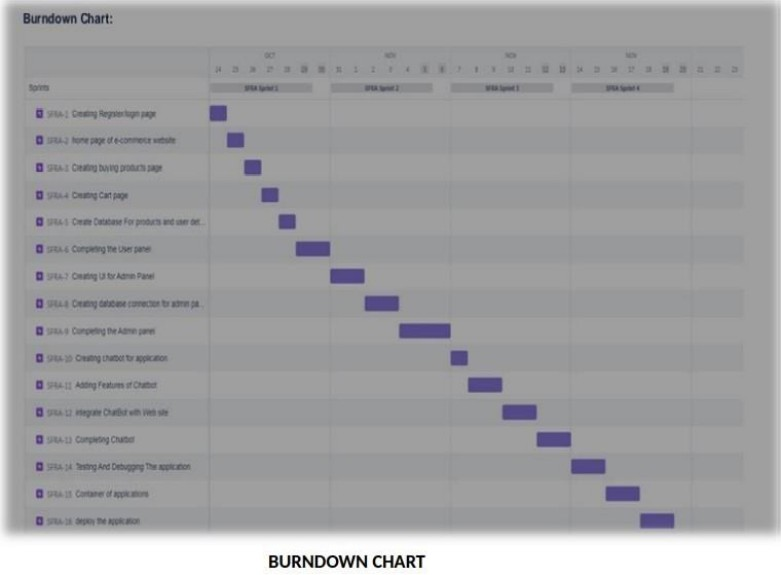 Burndown Chart:
OCT NOV NOV NOV
24 25 26 27 28 29 30 31 1 2 3 4 5 6 7 8 9 10 11 12 13 14 15 16 17 18 19 20 21 22 23
Sprints SFRA Sprint 1 SFRA Sprint 2 SFRA Sprint 3 SFRA Sprint 4
SFRA-1 Creating Register/login page
SFRA-2 home page of e-commerce website
SFRA-3 Creating buying products page
SFRA-4 Creating Cart page
SFRA-5 Create Database For products and user det...
SFRA-6 Completing the User panel
SFRA-7 Creating UI for Admin Panel
SFRA-8 Creating database connection for admin pa...
SFRA-9 Completing the Admin panel
SFRA-10 Creating chatbot for application
SFRA-11 Adding Features of Chatbot
SFRA-12 integrate ChatBot with Web site
SFRA-13 Completing Chatbot
SFRA-14 Testing And Debugging The application
SFRA-15 Container of applications
SFRA-16 deploy the application
BURNDOWN CHART